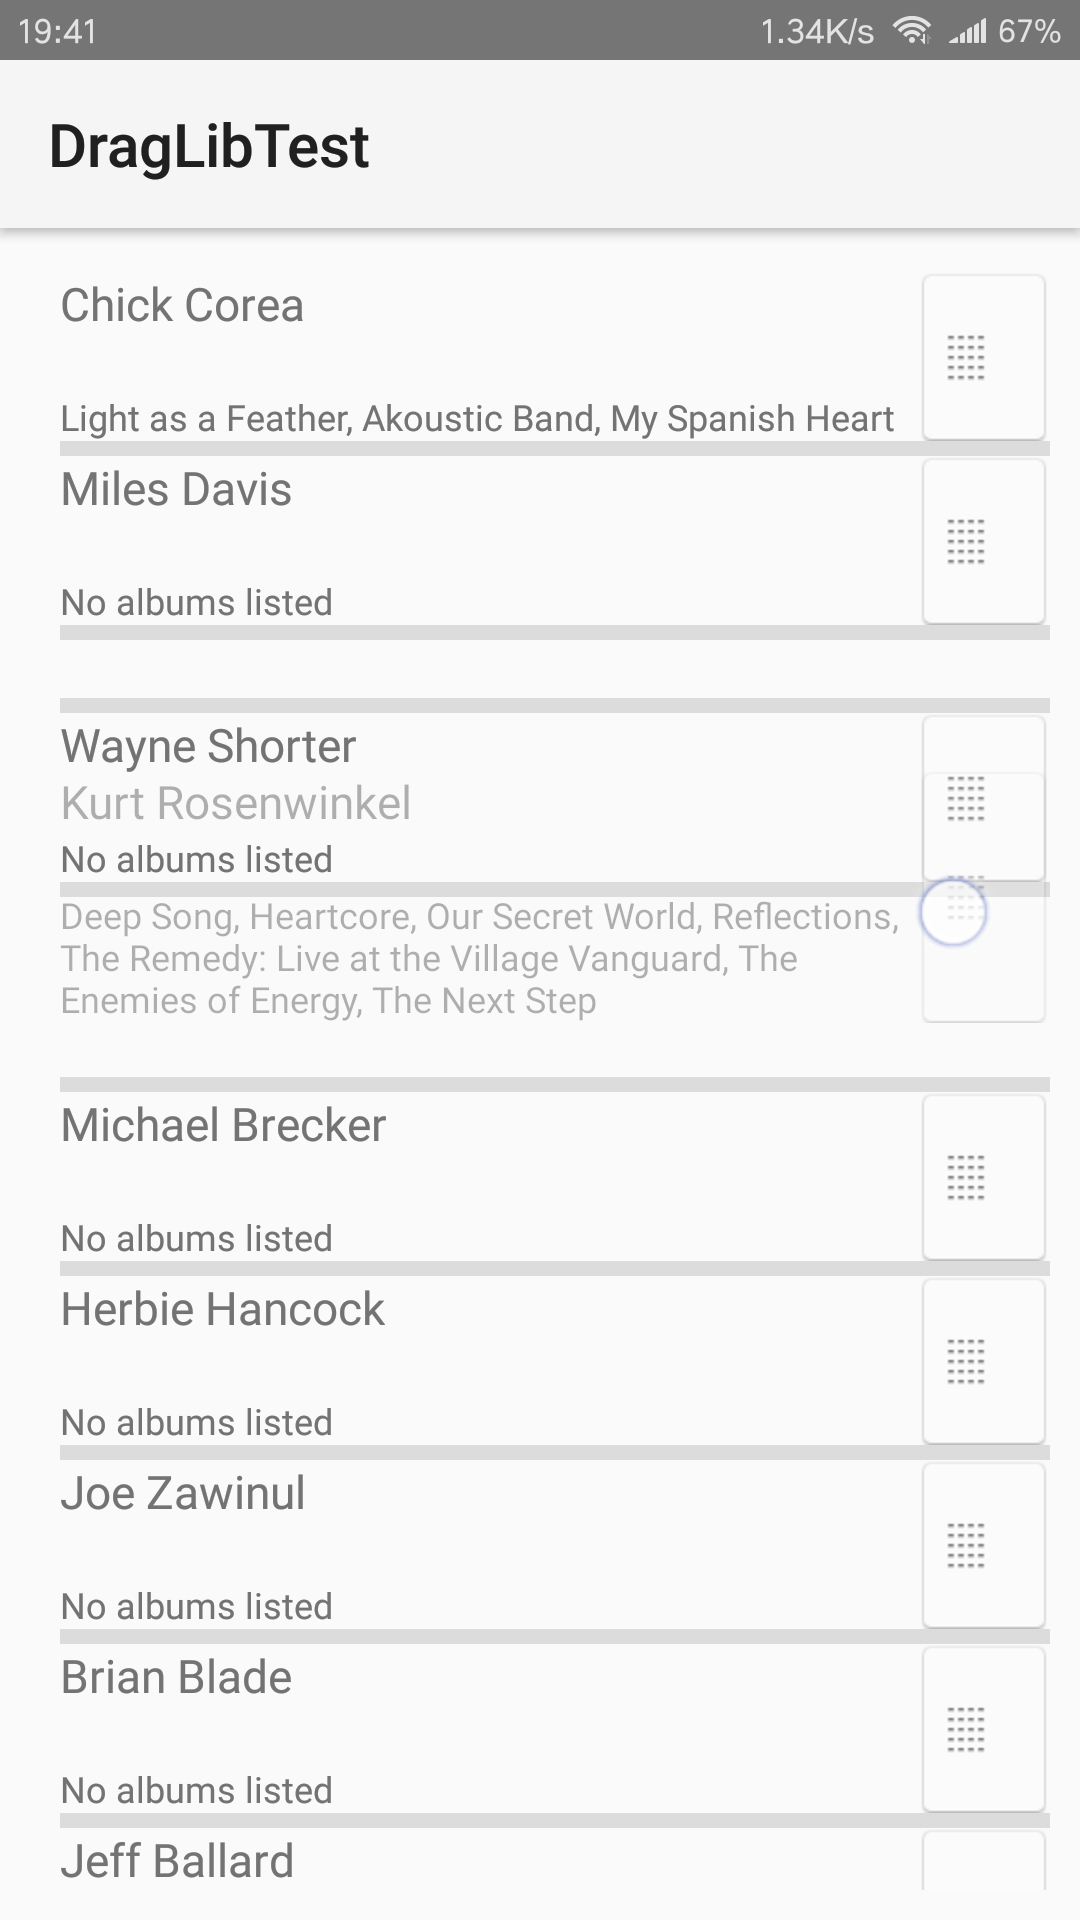 19:41 1.34K/s 67%
DragLibTest
Chick Corea
Light as a Feather, Akoustic Band, My Spanish Heart
Miles Davis
No albums listed
Wayne Shorter
Kurt Rosenwinkel
No albums listed
Deep Song, Heartcore, Our Secret World, Reflections,
The Remedy: Live at the Village Vanguard, The
Enemies of Energy, The Next Step
Michael Brecker
No albums listed
Herbie Hancock
No albums listed
Joe Zawinul
No albums listed
Brian Blade
No albums listed
Jeff Ballard